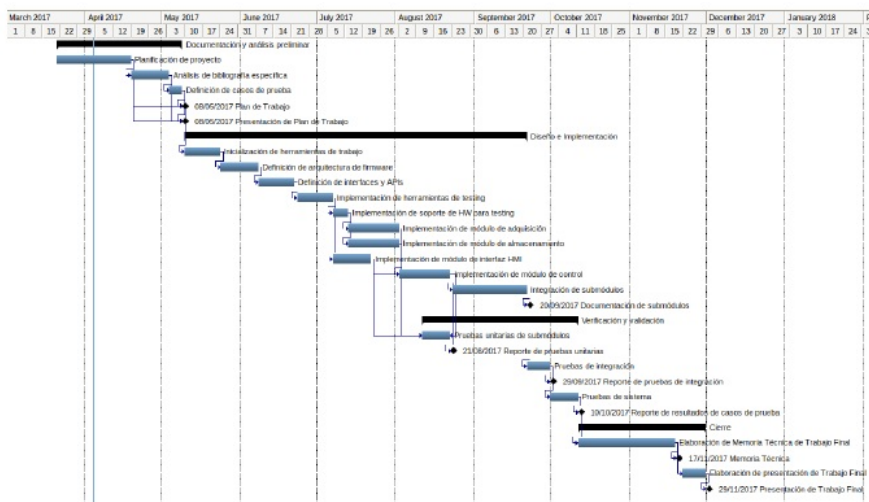 March 2017 April 2017 May 2017 June 2017 July 2017 August 2017 September 2017 October 2017 November 2017 December 2017 January 2018
1 8 15 22 29 5 12 19 26 3 10 17 24 31 7 14 21 28 5 12 19 26 2 9 16 23 30 6 13 20 27 4 11 18 25 1 8 15 22 29 6 13 20 27 3 10 17 24
Documentación y análisis preliminar
Planificación de proyecto
Análisis de bibliografía específica
Definición de casos de prueba
Plan de Trabajo
Presentación de Plan de Trabajo
Diseño e Implementación
Inicialización de herramientas de trabajo
Definición de arquitectura de firmware
Definición de interfaces y APIs
Implementación de herramientas de testing
Implementación de soporte de HW para testing
Implementación de módulo de adquisición
Implementación de módulo de almacenamiento
Implementación de módulo de interfaz HMI
Implementación de módulo de control
Integración de submódulos
20/09/2017 Documentación de submódulos
Verificación y validación
Pruebas unitarias de submódulos
Reporte de pruebas unitarias
Pruebas de integración
29/09/2017 Reporte de pruebas de integración
Pruebas de sistema
10/10/2017 Reporte de resultados de casos de prueba
Cierre
Elaboración de Memoria Técnica de Trabajo Final
17/11/2017 Memoria Técnica
Elaboración de presentación de Trabajo Final
29/11/2017 Presentación de Trabajo Final